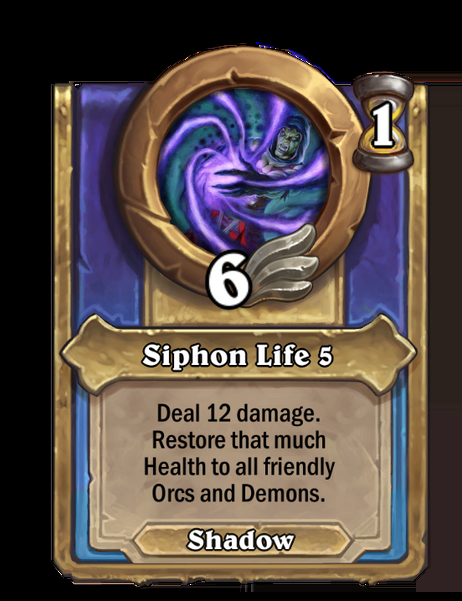 1
6
Siphon Life 5
Deal 12 damage.
Restore that much
Health to all friendly
Orcs and Demons.
Shadow